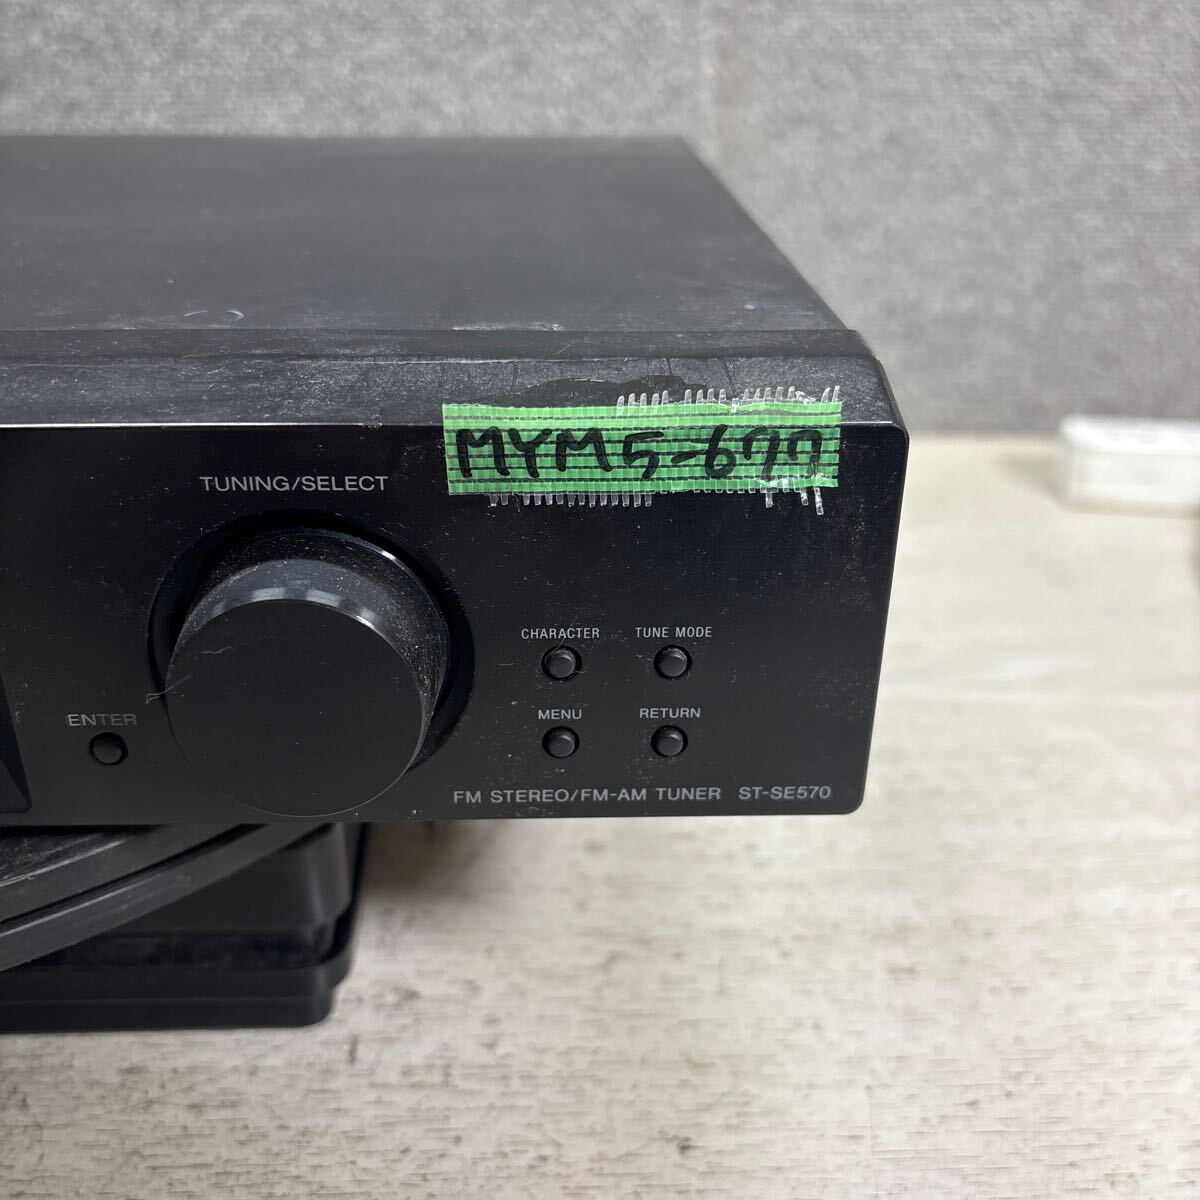 MYM5-677
TUNING/SELECT
CHARACTER
TUNE MODE
ENTER
MENU
RETURN
FM STEREO/FM-AM TUNER ST-SE570